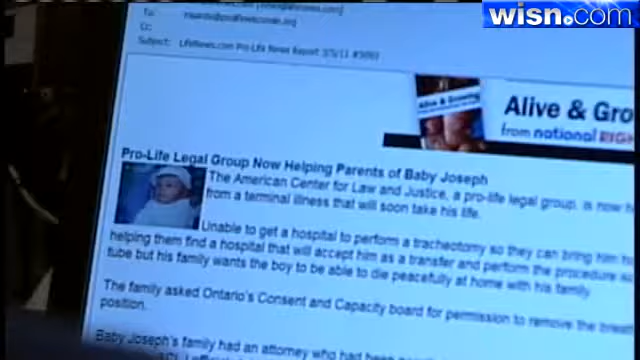 wisn.com
To:
Cc:
Subject: LifeNews.com Pro-Life News Report
Alive & Growing
Alive & Gro
from national RIGH
Pro-Life Legal Group Now Helping Parents of Baby Joseph
The American Center for Law and Justice, a pro-life legal group, is now h
from a terminal illness that will soon take his life.
Unable to get a hospital to perform a tracheotomy so they can bring him h
helping them find a hospital that will accept him as a transfer and perform the procedure so
tube but his family wants the boy to be able to die peacefully at home with his family.
The family asked Ontario's Consent and Capacity board for permission to remove the breat
position.
Baby Joseph's family had an attorney who had been